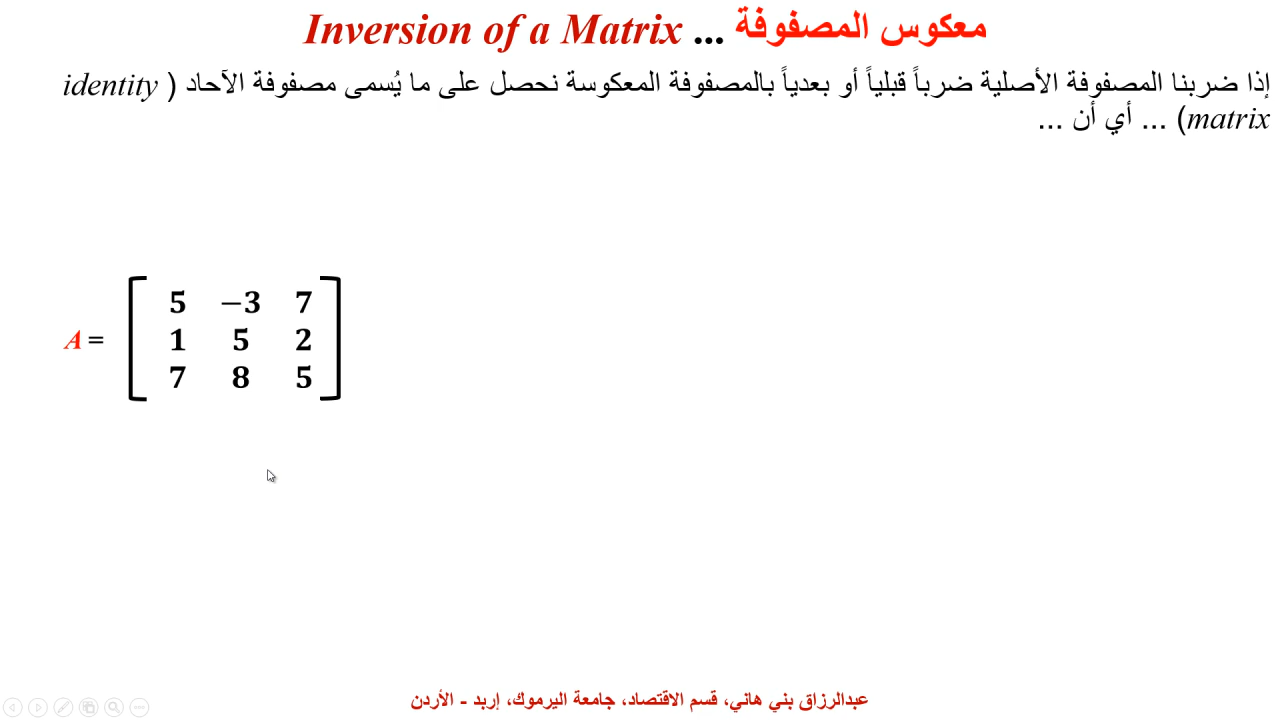 معكوس المصفوفة ... Inversion of a Matrix
إذا ضربنا المصفوفة الأصلية ضرباً قبلياً أو بعدياً بالمصفوفة المعكوسة نحصل على ما يُسمى مصفوفة الآحاد ( identity
matrix) ... أي أن ...
5 −3 7
A = 1 5 2
7 8 5
عبدالرزاق بني هاني، قسم الاقتصاد، جامعة اليرموك، إربد - الأردن